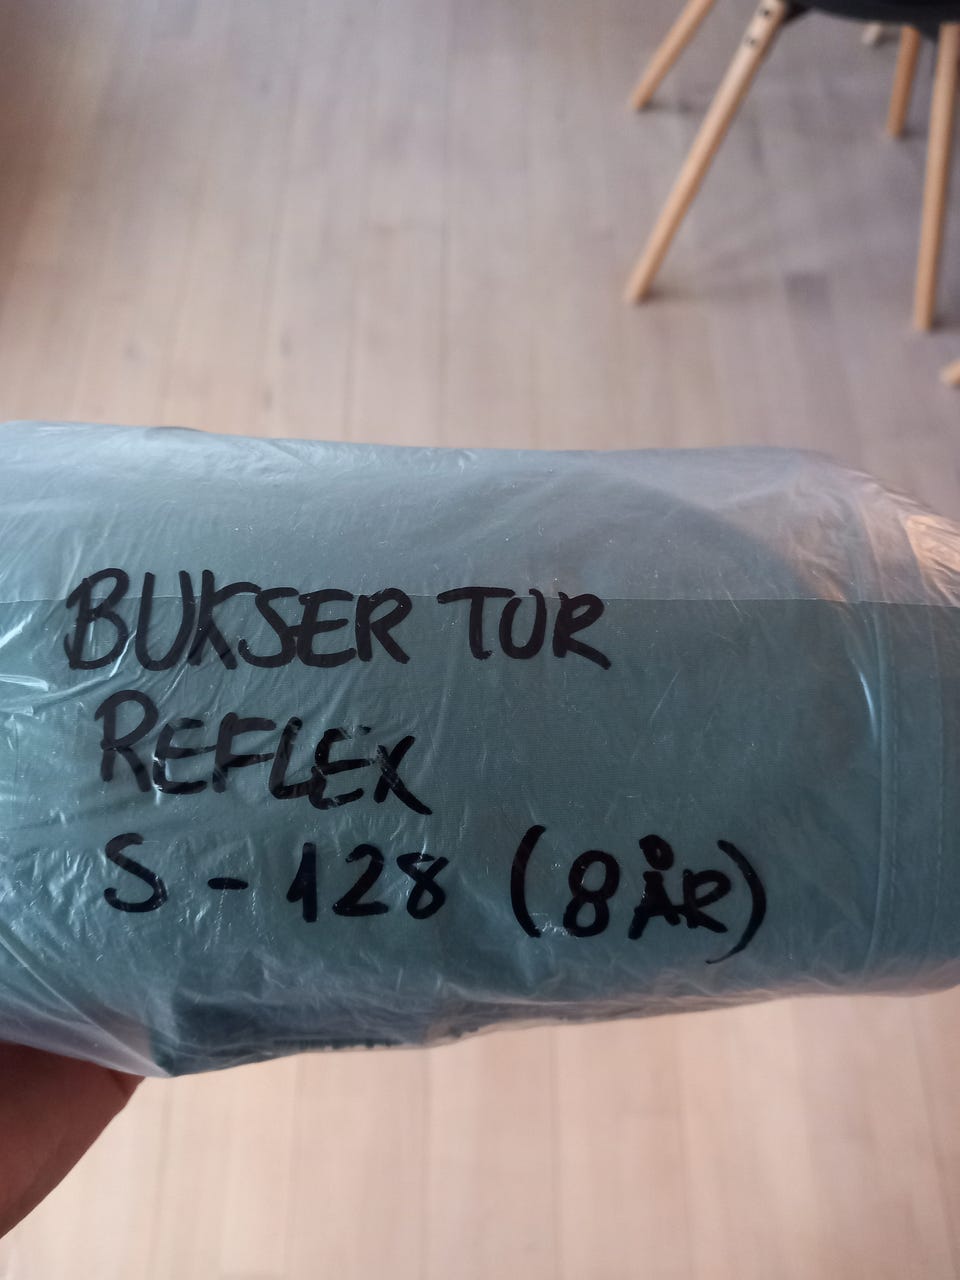 BUKSER TUR
REFLEX
S - 128 (8 ÅR)